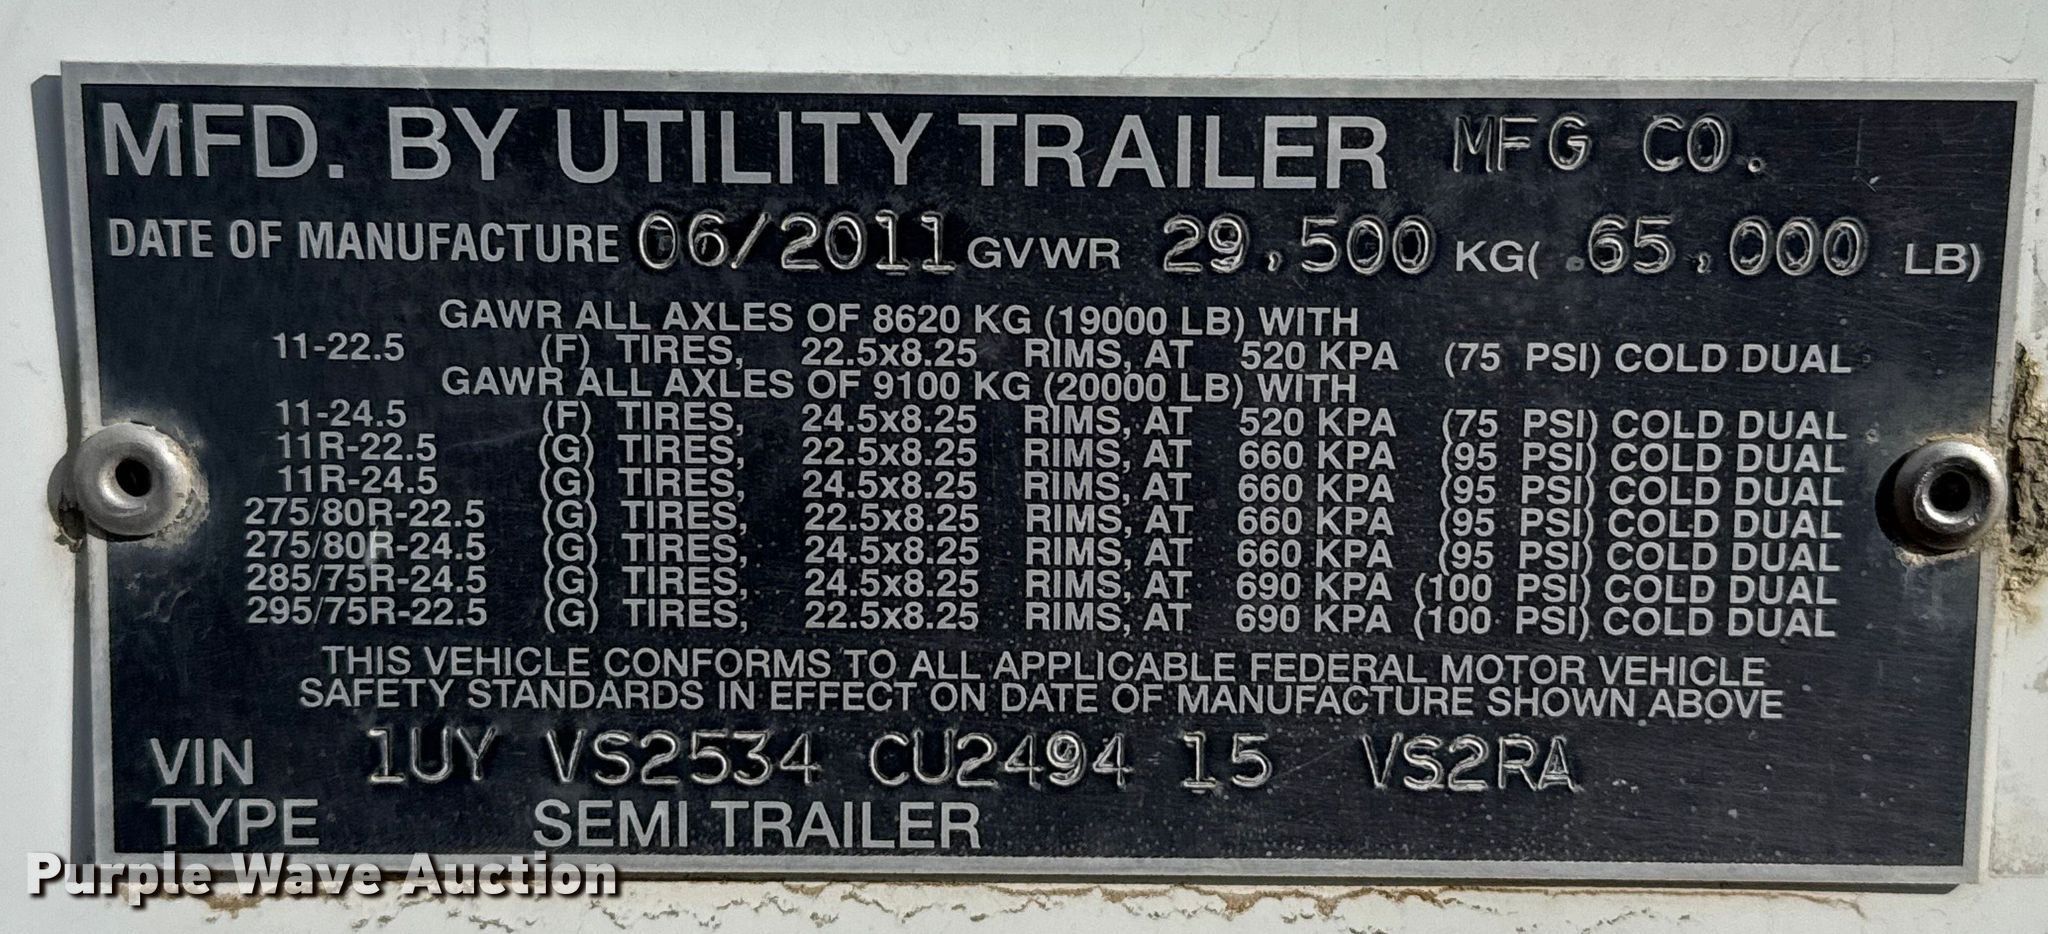 MFD. BY UTILITY TRAILER MFG CO.
DATE OF MANUFACTURE 06/2011 GVWR 29,500 KG( .65,000 LB)
GAWR ALL AXLES OF 8620 KG (19000 LB) WITH
11-22.5 (F) TIRES, 22.5x8.25 RIMS, AT 520 KPA (75 PSI) COLD DUAL
GAWR ALL AXLES OF 9100 KG (20000 LB) WITH
11-24.5 (F) TIRES, 24.5x8.25 RIMS, AT 520 KPA (75 PSI) COLD DUAL
11R-22.5 (G) TIRES, 22.5x8.25 RIMS, AT 660 KPA (95 PSI) COLD DUAL
11R-24.5 (G) TIRES, 24.5x8.25 RIMS, AT 660 KPA (95 PSI) COLD DUAL
275/80R-22.5 (G) TIRES, 22.5x8.25 RIMS, AT 660 KPA (95 PSI) COLD DUAL
275/80R-24.5 (G) TIRES, 24.5x8.25 RIMS, AT 660 KPA (95 PSI) COLD DUAL
285/75R-24.5 (G) TIRES, 24.5x8.25 RIMS, AT 690 KPA (100 PSI) COLD DUAL
295/75R-22.5 (G) TIRES, 22.5x8.25 RIMS, AT 690 KPA (100 PSI) COLD DUAL
THIS VEHICLE CONFORMS TO ALL APPLICABLE FEDERAL MOTOR VEHICLE
SAFETY STANDARDS IN EFFECT ON DATE OF MANUFACTURE SHOWN ABOVE
VIN 1UY VS2534 CU2494 15 VS2RA
TYPE SEMI TRAILER
Purple Wave Auction